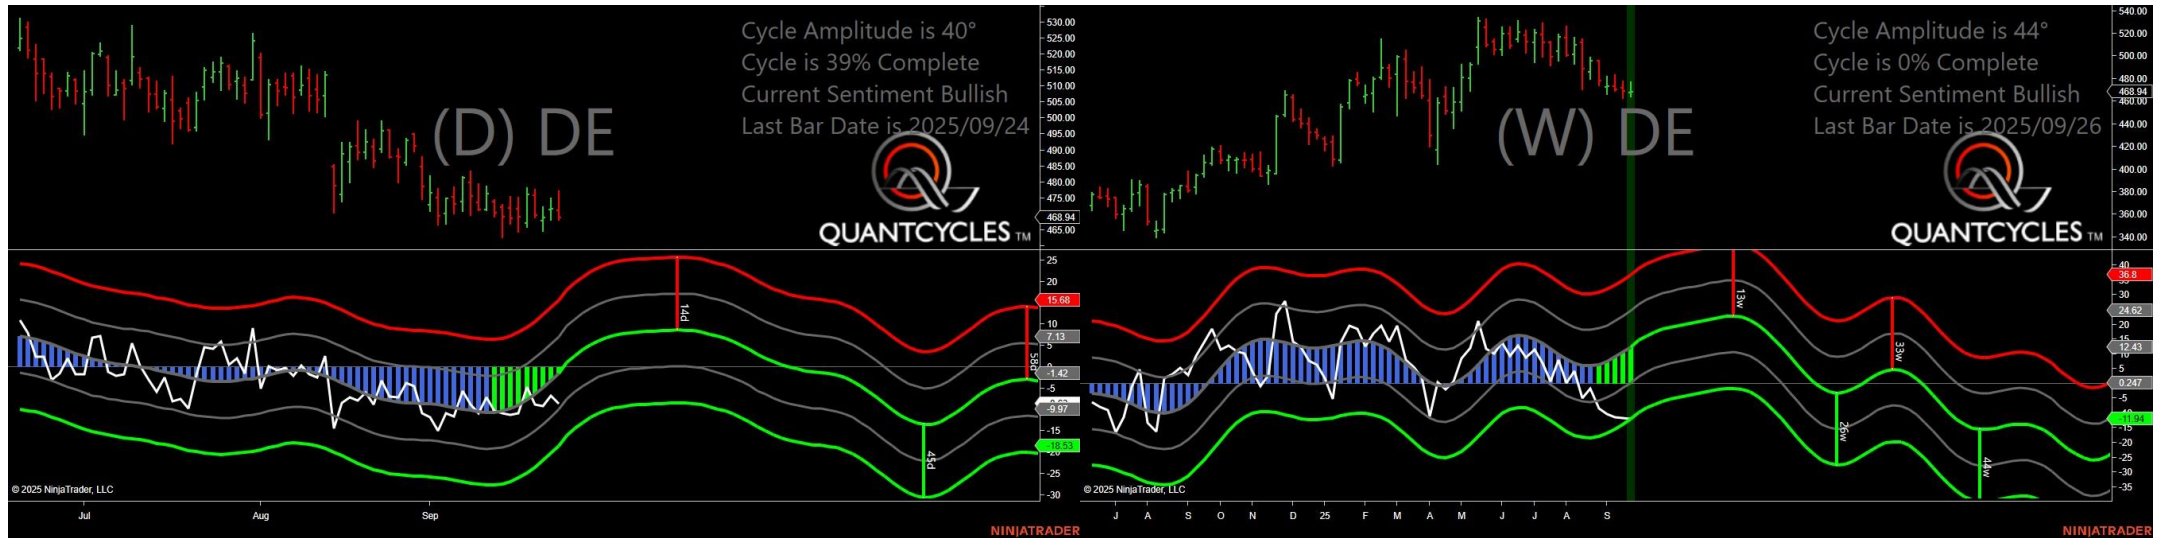 Cycle Amplitude is 40°
Cycle is 39% Complete
Current Sentiment Bullish
Last Bar Date is 2025/09/24
(D) DE
QUANTCYCLES TM
530.00
525.00
520.00
515.00
510.00
505.00
500.00
495.00
490.00
485.00
480.00
475.00
468.94
465.00
25
20
15.68
10
7.13
5
-1.42
-5
-9.97
-15
-18.53
-20
-25
-30
14d
45d
58d
© 2025 NinjaTrader, LLC
Jul
Aug
Sep
NINJATRADER
Cycle Amplitude is 44°
Cycle is 0% Complete
Current Sentiment Bullish
Last Bar Date is 2025/09/26
(W) DE
QUANTCYCLES TM
540.00
520.00
500.00
480.00
468.94
460.00
440.00
420.00
400.00
380.00
360.00
340.00
40
36.8
30
24.62
20
15
12.43
5
0.247
-5
-11.94
-15
-20
-25
-30
-35
13w
26w
33w
44w
© 2025 NinjaTrader, LLC
J
A
S
O
N
D
25
F
M
A
M
J
J
A
S
NINJATRADER